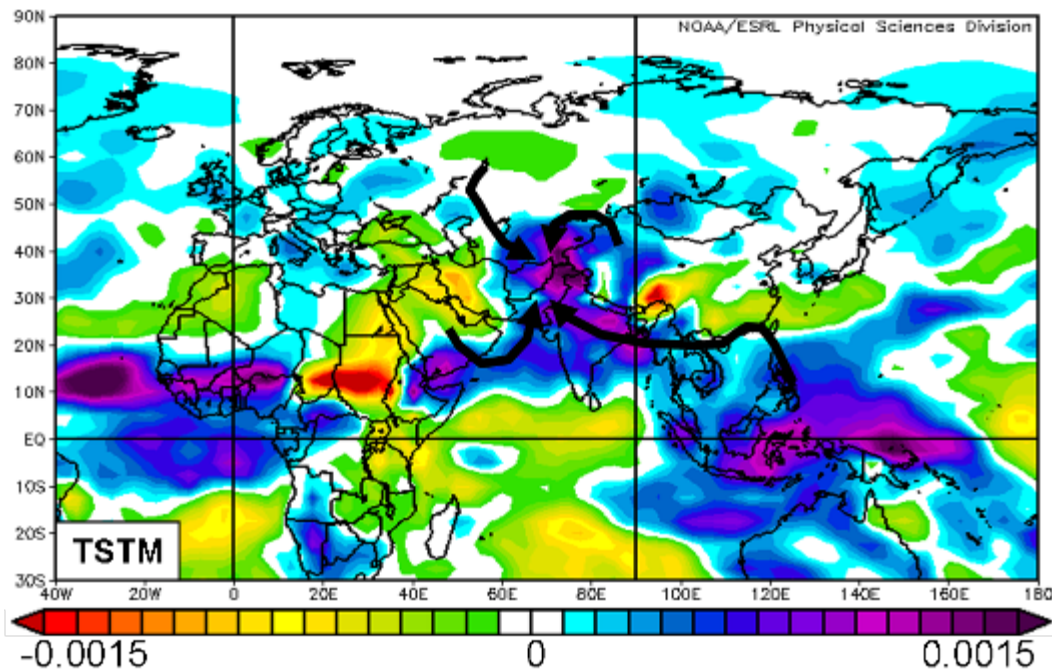 90N
NOAA/ESRL Physical Sciences Division
80N
70N
60N
50N
40N
30N
20N
10N
EQ
10S
20S
30S
TSTM
40W 20W 0 20E 40E 60E 80E 100E 120E 140E 160E 180
-0.0015 0 0.0015